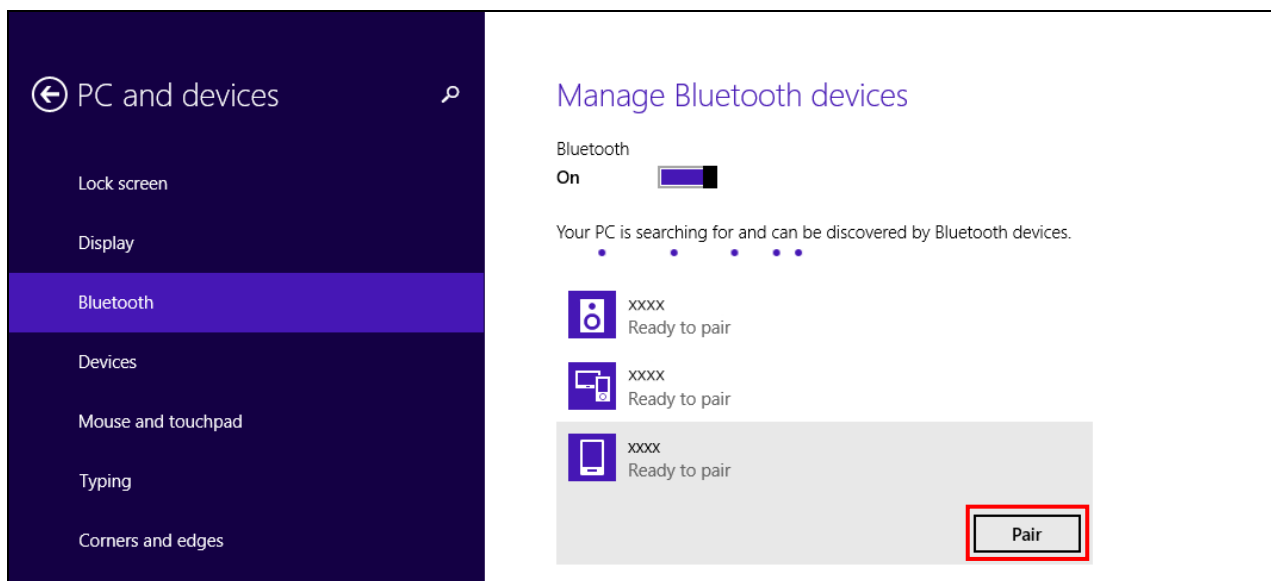 PC and devices
Lock screen
Display
Bluetooth
Devices
Mouse and touchpad
Typing
Corners and edges
Manage Bluetooth devices
Bluetooth
On
Your PC is searching for and can be discovered by Bluetooth devices.
xxxx
Ready to pair
xxxx
Ready to pair
xxxx
Ready to pair
Pair